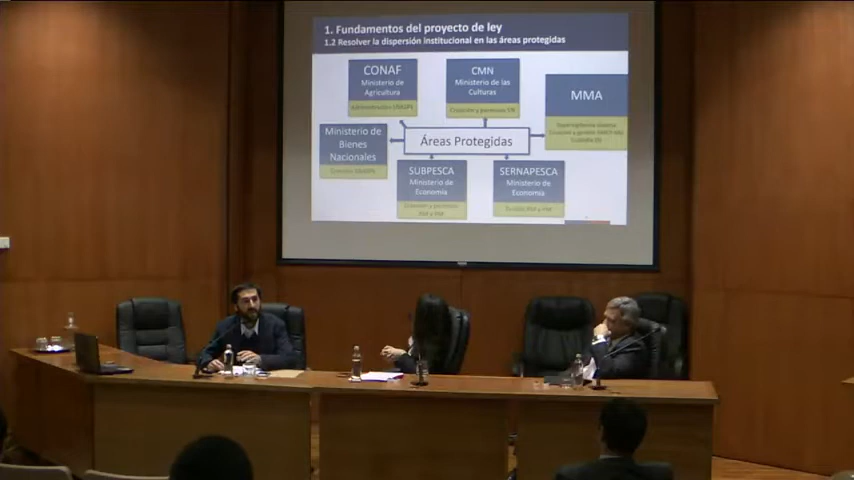 1. Fundamentos del proyecto de ley
1.2 Resolver la dispersión institucional en las áreas protegidas
CONAF
Ministerio de
Agricultura
CMN
Ministerio de las
Culturas
MMA
Ministerio de
Bienes
Nacionales
Áreas Protegidas
SUBPESCA
Ministerio de
Economía
SERNAPESCA
Ministerio de
Economía